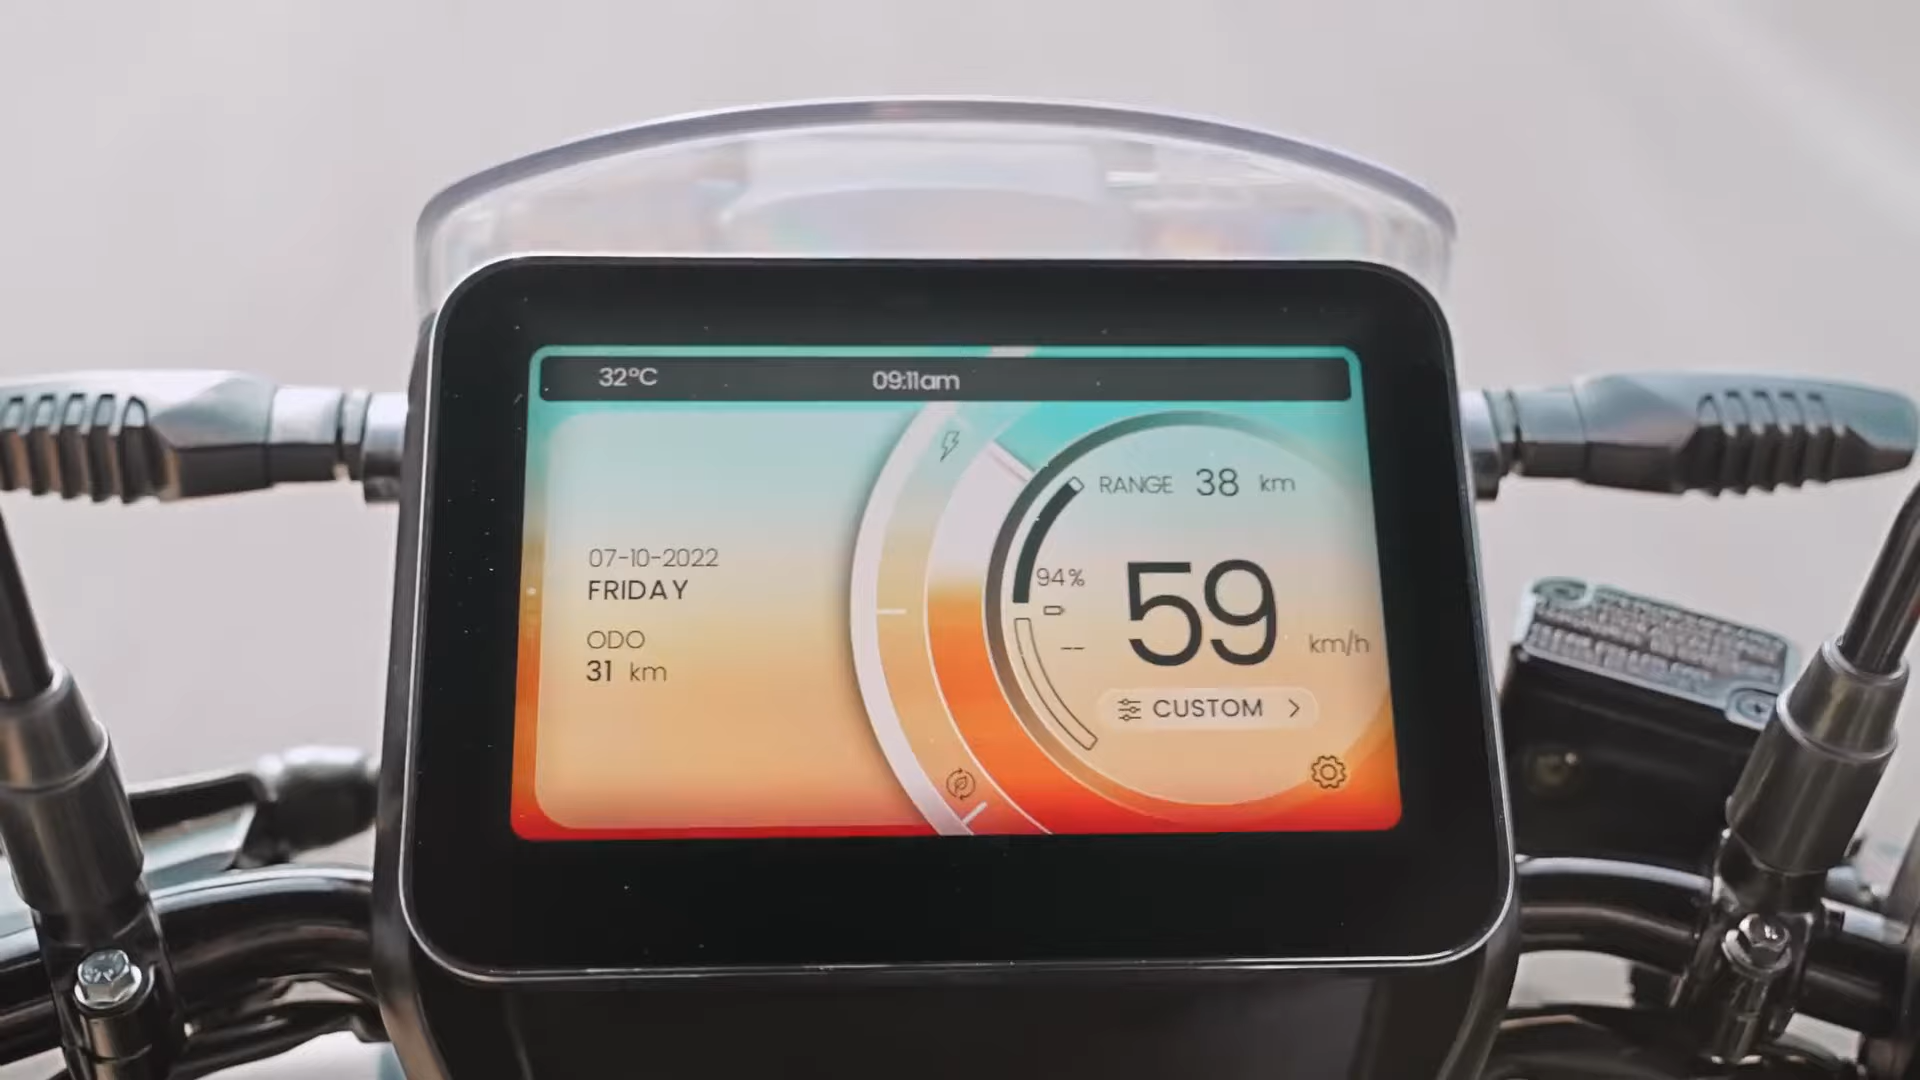 32°C
09:11am
07-10-2022
FRIDAY
ODO
31 km
RANGE 38 km
94%
59
km/h
--
CUSTOM